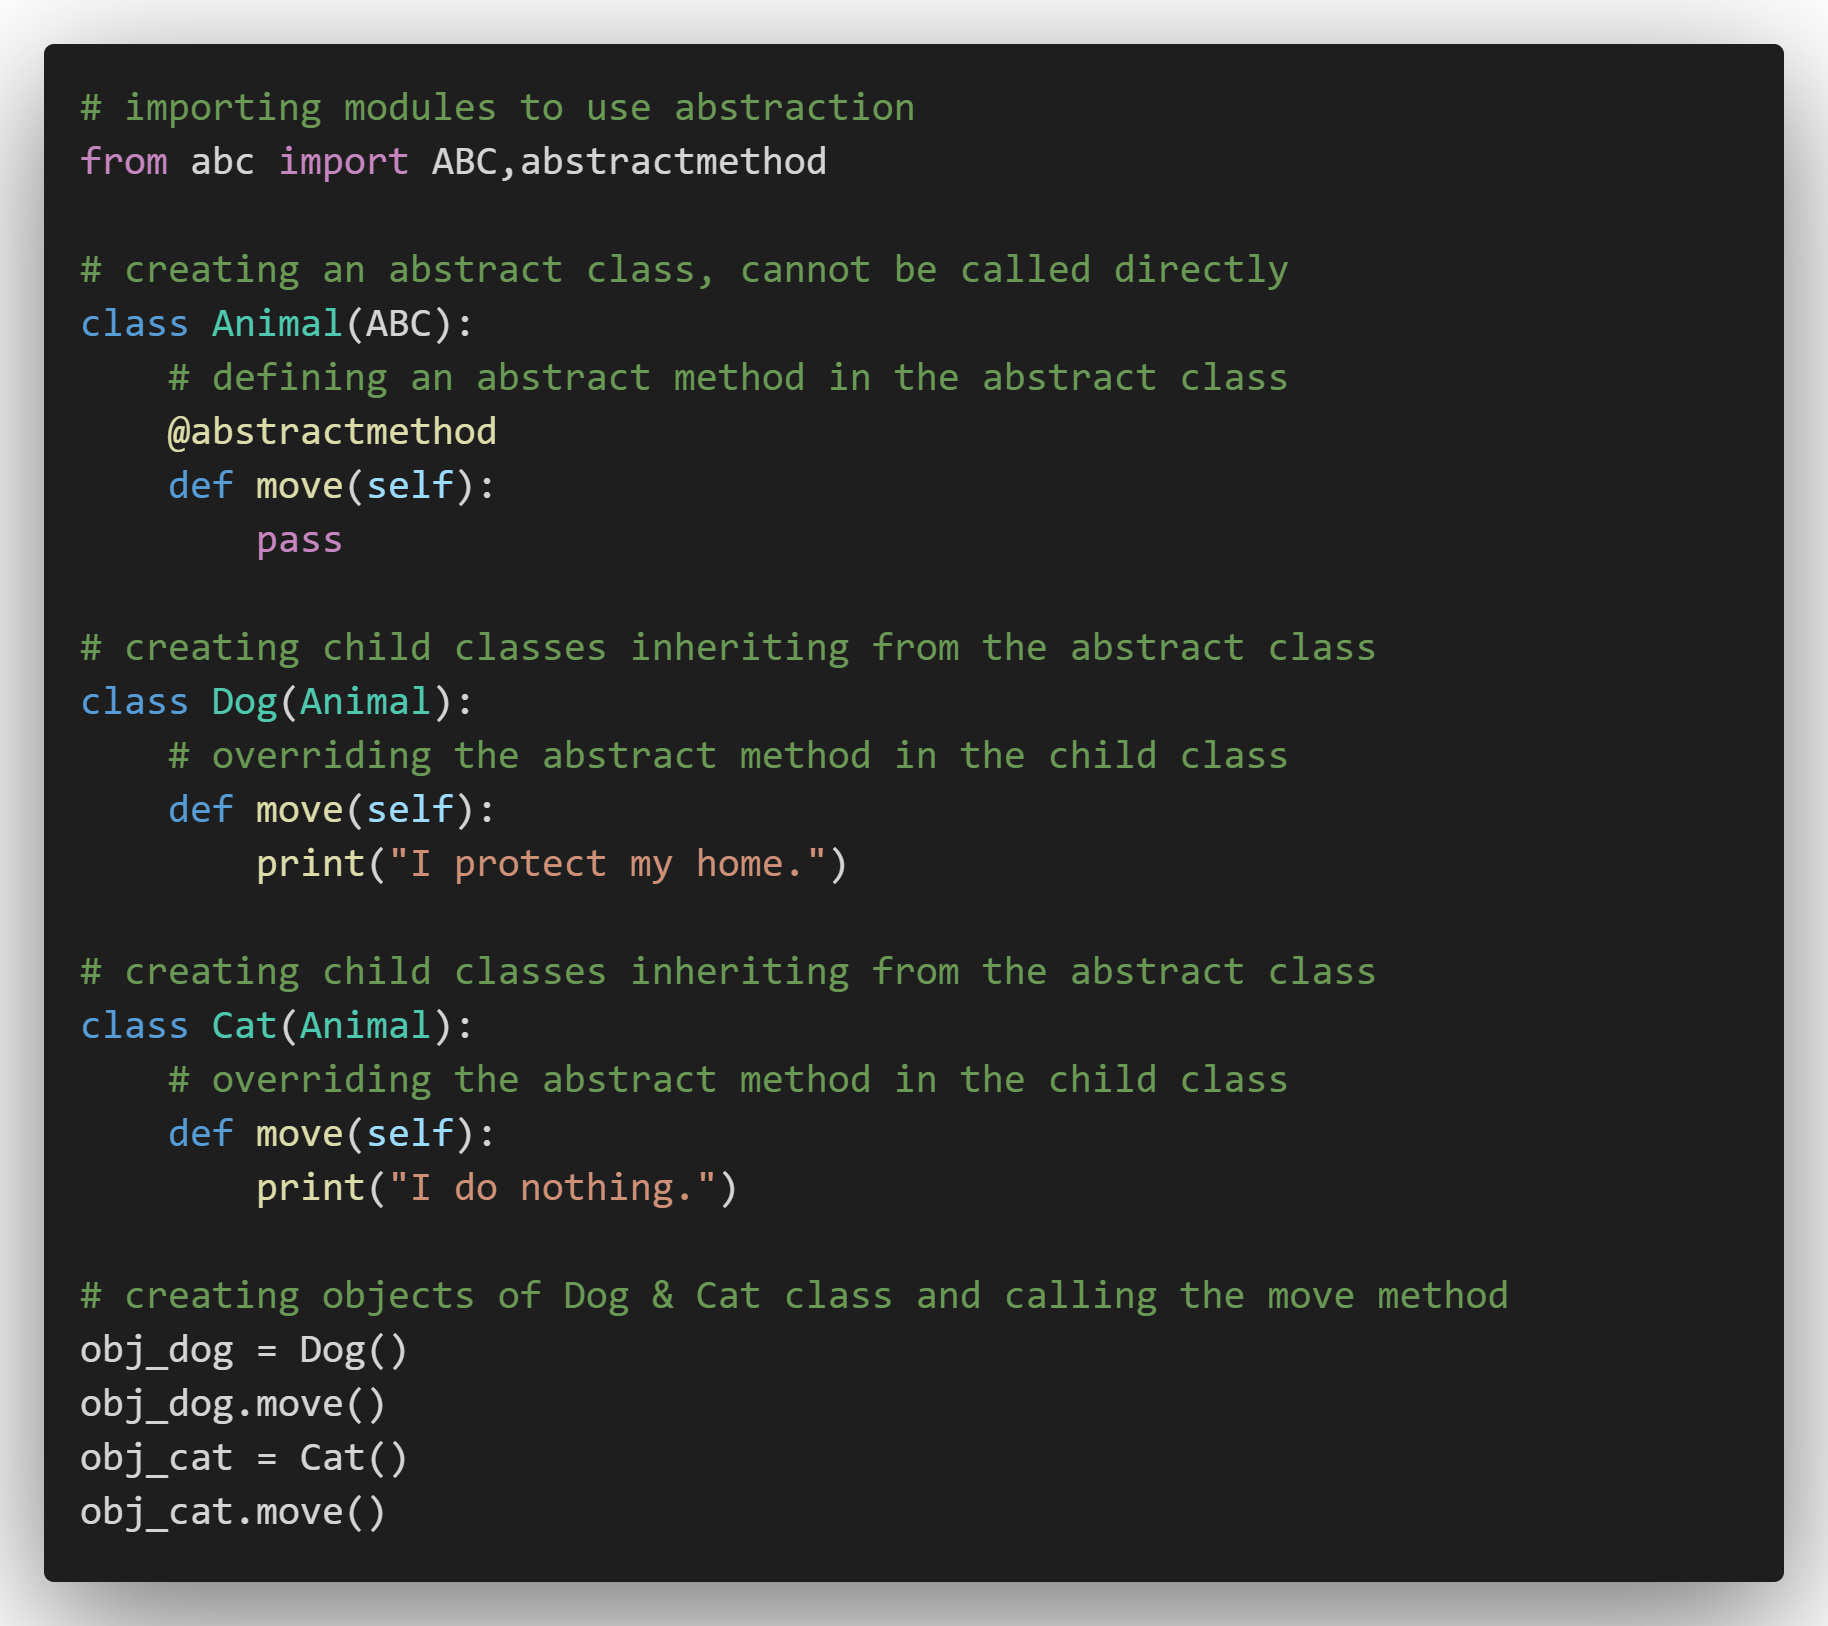 # importing modules to use abstraction
from abc import ABC,abstractmethod

# creating an abstract class, cannot be called directly
class Animal(ABC):
    # defining an abstract method in the abstract class
    @abstractmethod
    def move(self):
        pass

# creating child classes inheriting from the abstract class
class Dog(Animal):
    # overriding the abstract method in the child class
    def move(self):
        print("I protect my home.")

# creating child classes inheriting from the abstract class
class Cat(Animal):
    # overriding the abstract method in the child class
    def move(self):
        print("I do nothing.")

# creating objects of Dog & Cat class and calling the move method
obj_dog = Dog()
obj_dog.move()
obj_cat = Cat()
obj_cat.move()